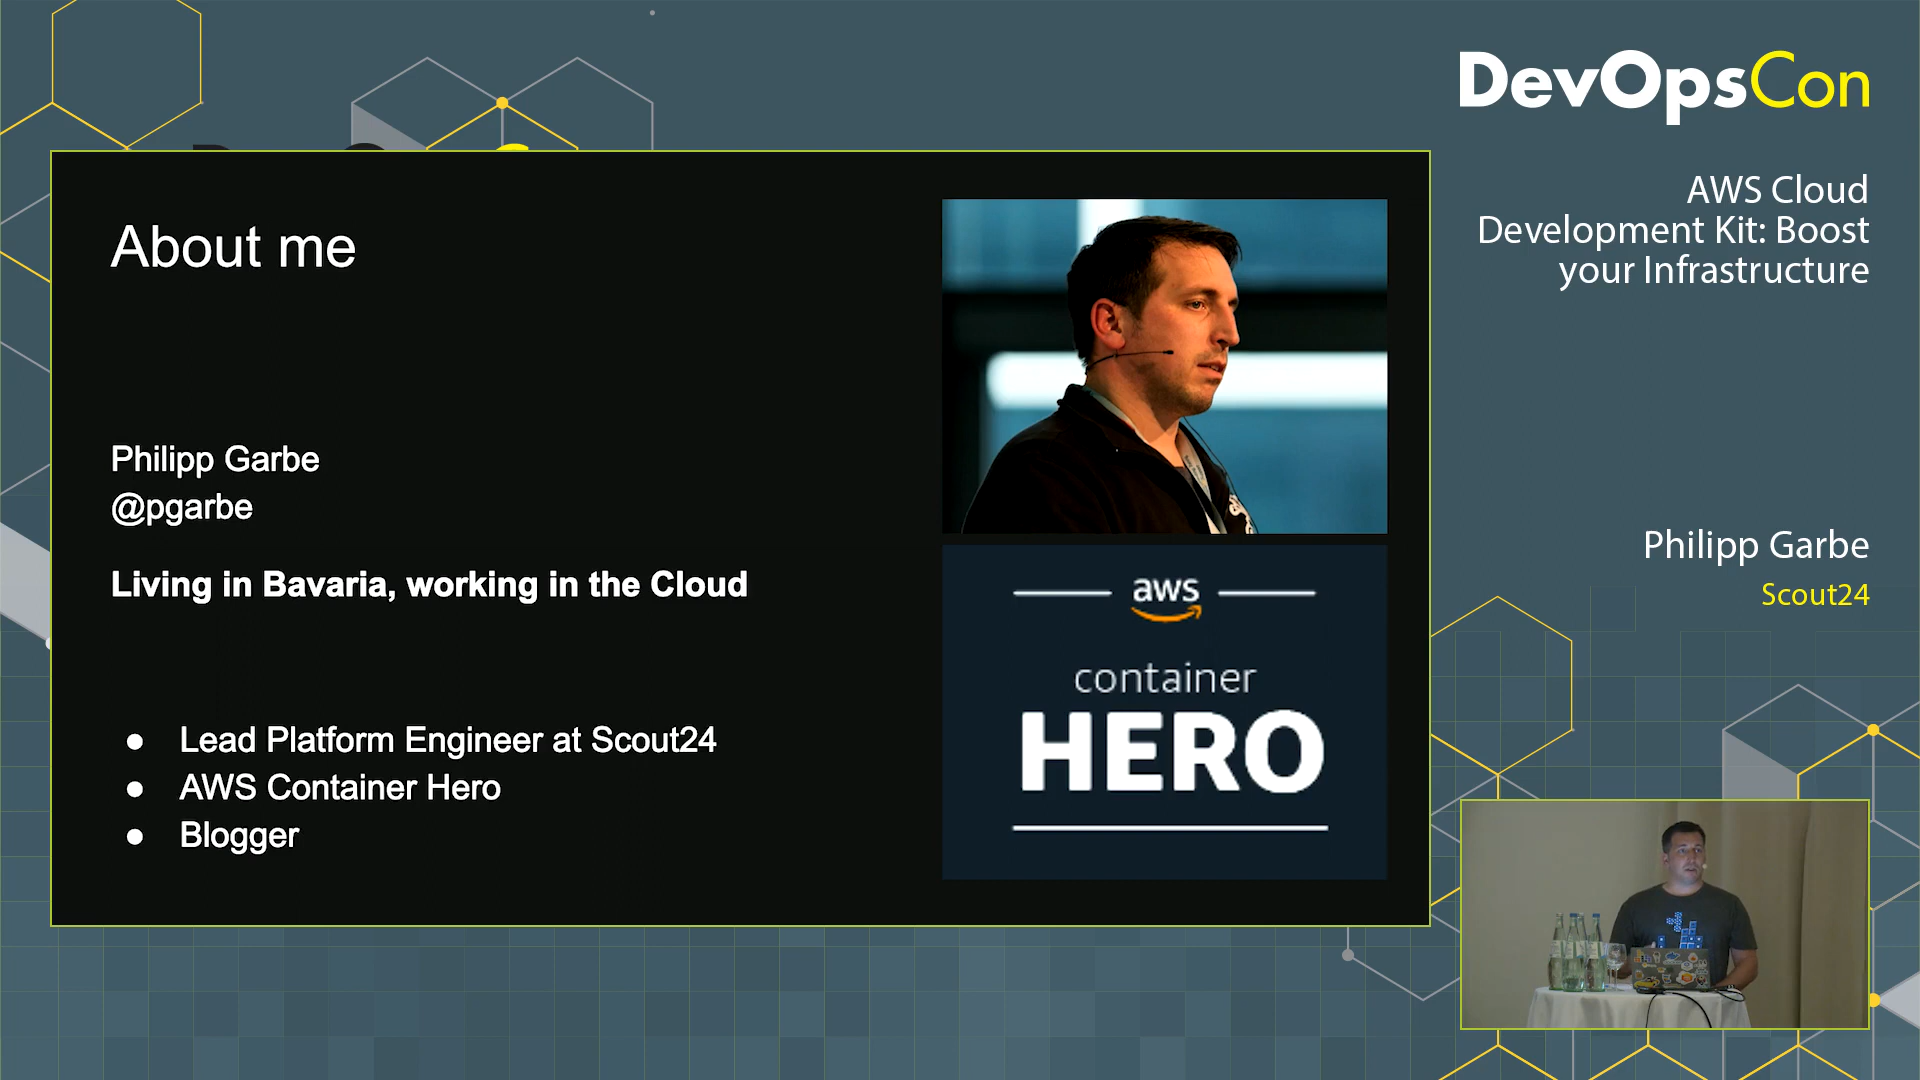 DevOpsCon
AWS Cloud
Development Kit: Boost
your Infrastructure
About me
Philipp Garbe
@pgarbe
Living in Bavaria, working in the Cloud
● Lead Platform Engineer at Scout24
● AWS Container Hero
● Blogger
aws
container
HERO
Philipp Garbe
Scout24